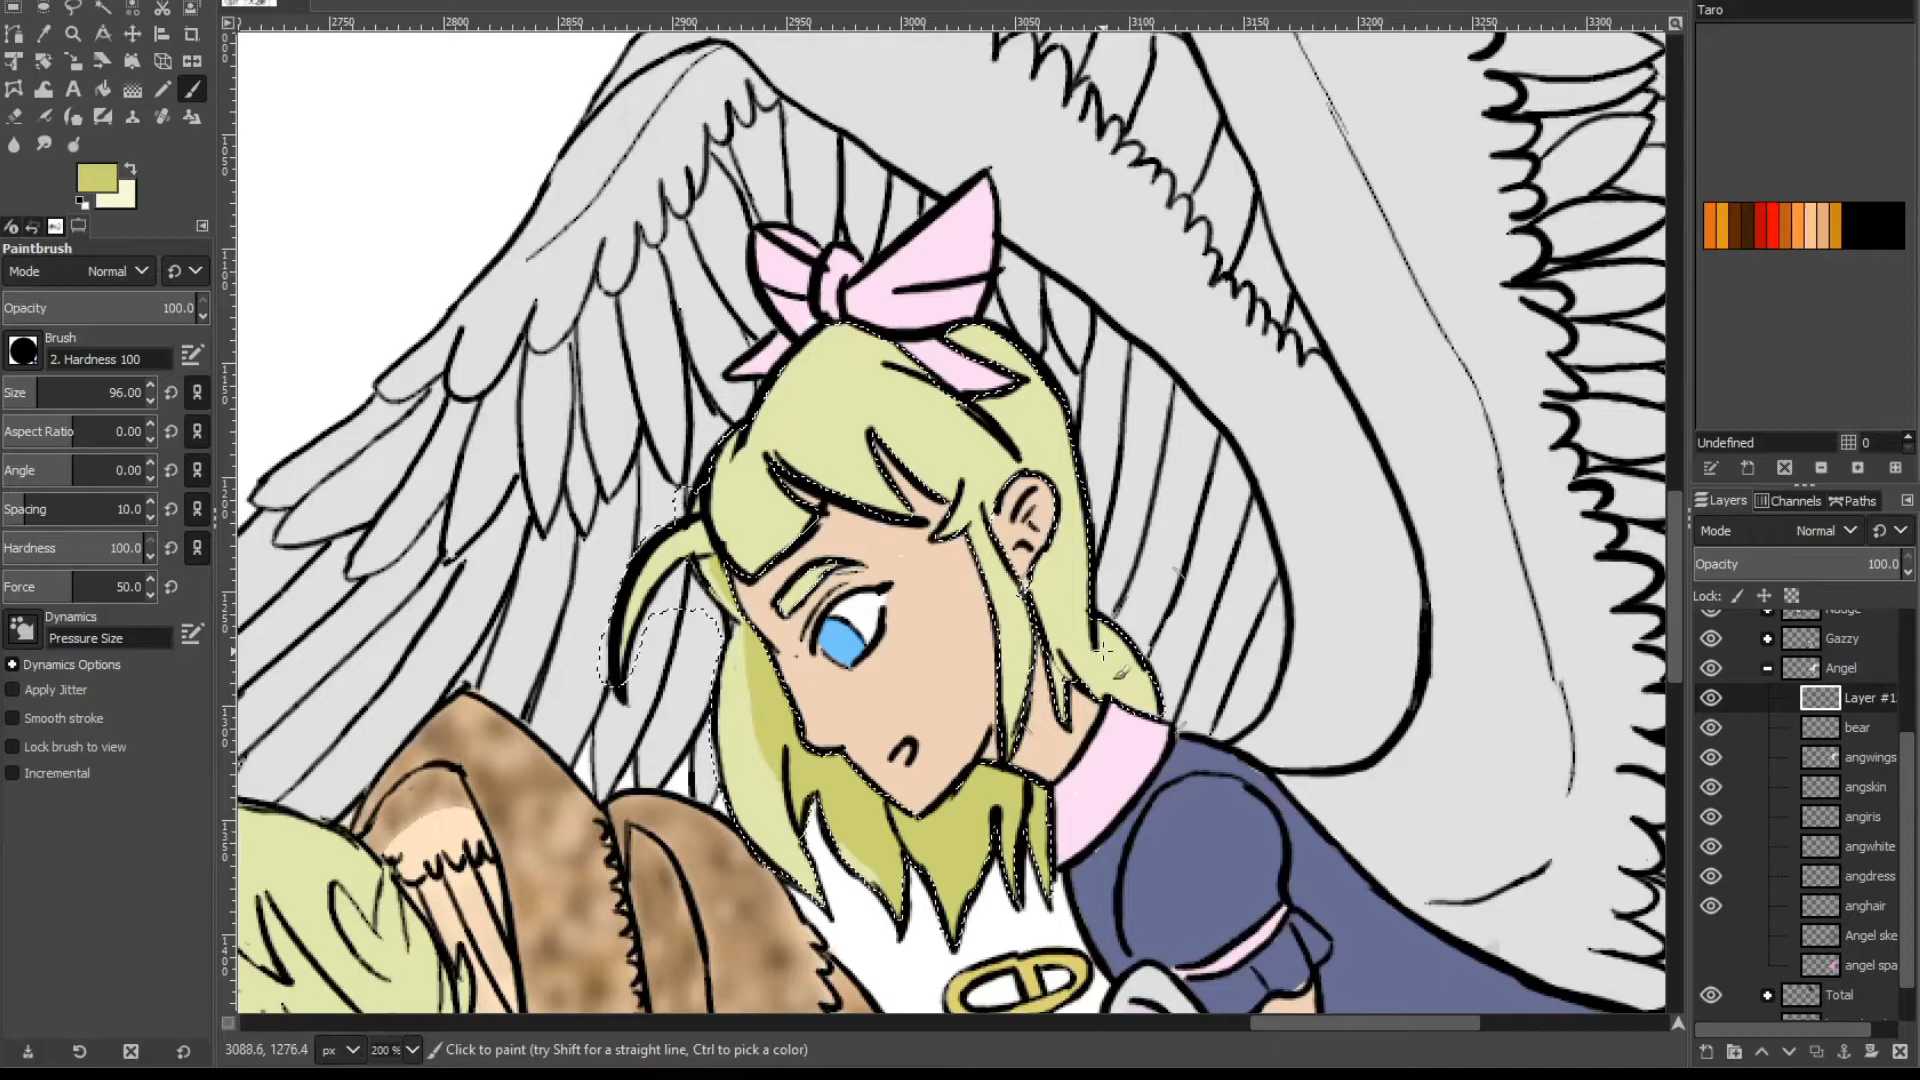 2750 2800 2850 2900 2950 3000 3050 3100 3150 3200 3250 3300
Taro
Paintbrush
Mode Normal
Opacity 100.0
Brush
2. Hardness 100
Size 96.00
Aspect Ratio 0.00
Angle 0.00
Spacing 10.0
Hardness 100.0
Force 50.0
Dynamics
Pressure Size
Dynamics Options
Apply Jitter
Smooth stroke
Lock brush to view
Incremental
Undefined 0
Layers Channels Paths
Mode Normal
Opacity 100.0
Lock:
Nudge
Gazzy
Angel
Layer #1
bear
angwings
angskin
angiris
angwhite
angdress
anghair
Angel ske
angel spa
Total
3088.6, 1276.4 px 200 % Click to paint (try Shift for a straight line, Ctrl to pick a color)